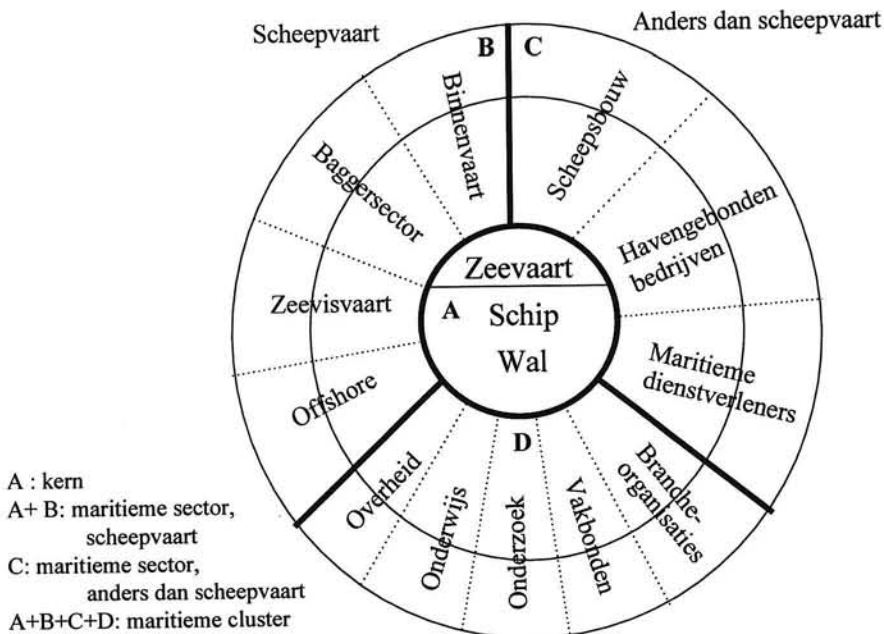 Scheepvaart
Anders dan scheepvaart
B
C
Binnenvaart
Scheepsbouw
Baggersector
Havengebonden
bedrijven
Zeevisvaart
Zeevaart
A
Schip
Wal
Maritieme
dienstverleners
Offshore
D
Overheid
Onderwijs
Onderzoek
Vakbonden
Branche-
organisaties
A : kern
A+ B: maritieme sector,
scheepvaart
C: maritieme sector,
anders dan scheepvaart
A+B+C+D: maritieme cluster